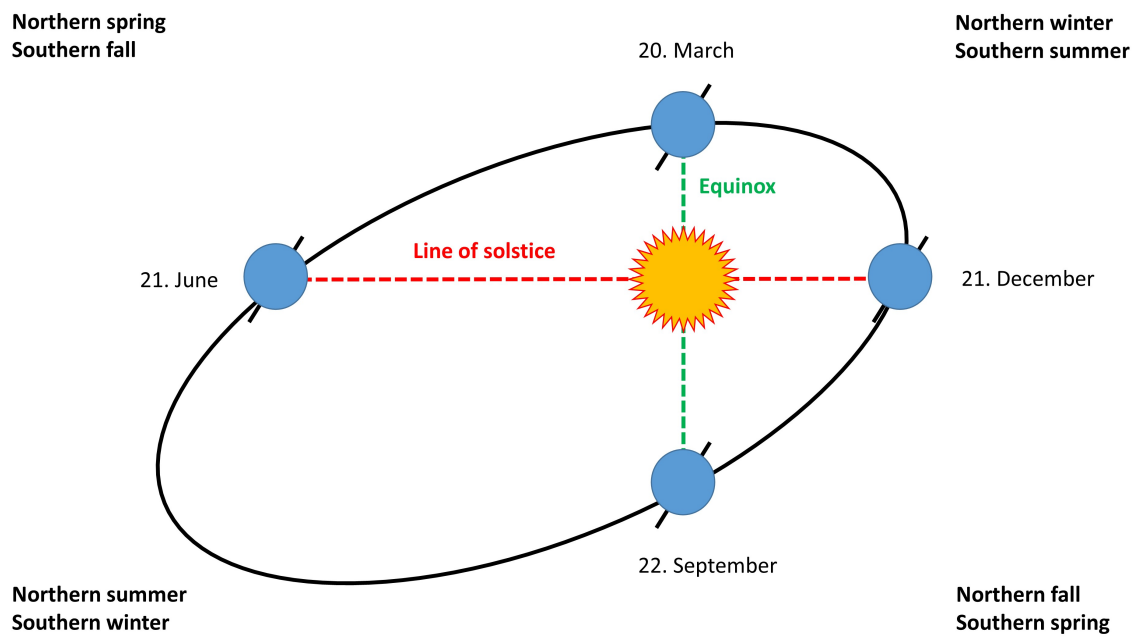 Northern spring
Southern fall
20. March
Northern winter
Southern summer
Equinox
Line of solstice
21. June
21. December
22. September
Northern summer
Southern winter
Northern fall
Southern spring